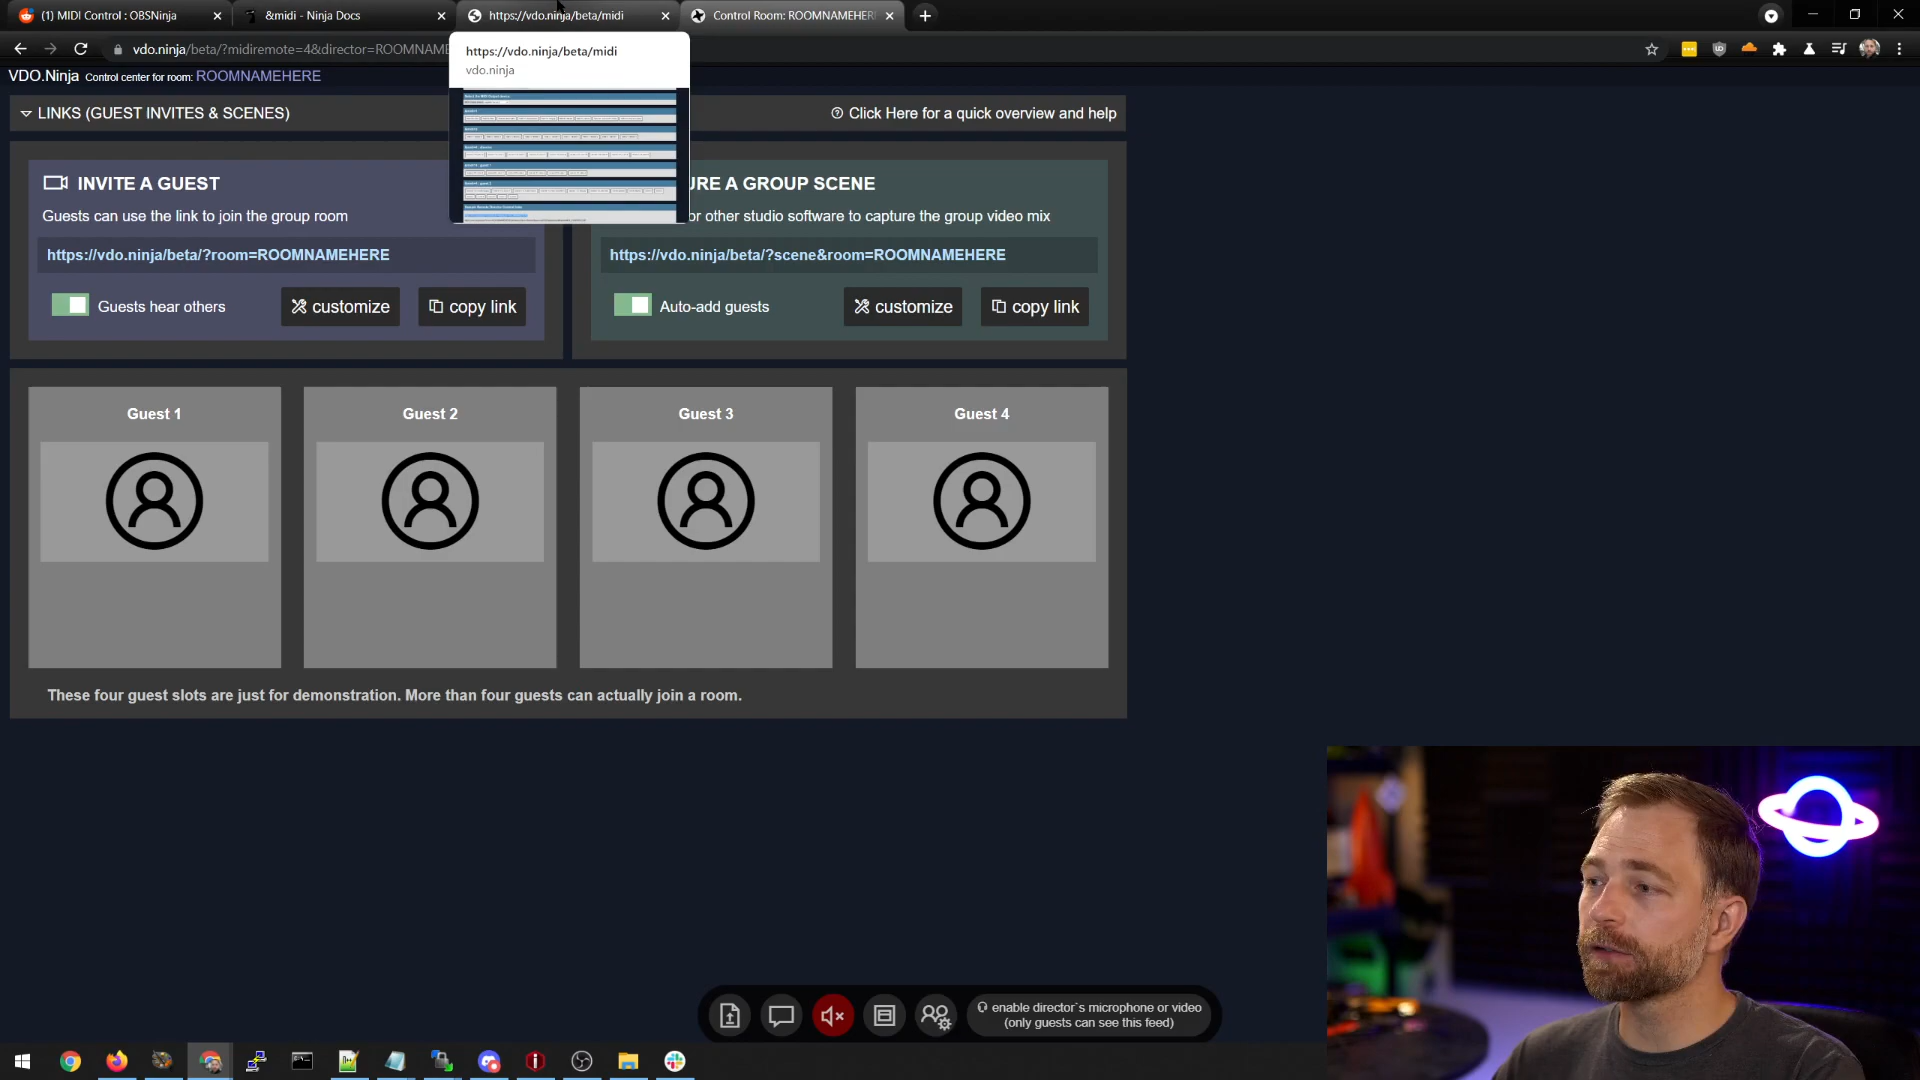 (1) MIDI Control : OBSNinja
&midi - Ninja Docs
https://vdo.ninja/beta/midi
Control Room: ROOMNAMEHER
vdo.ninja/beta/?midiremote=4&director=ROOMNAME
https://vdo.ninja/beta/midi
vdo.ninja
VDO.Ninja Control center for room: ROOMNAMEHERE
LINKS (GUEST INVITES & SCENES)
Click Here for a quick overview and help
INVITE A GUEST
Guests can use the link to join the group room
https://vdo.ninja/beta/?room=ROOMNAMEHERE
Guests hear others
customize
copy link
URE A GROUP SCENE
or other studio software to capture the group video mix
https://vdo.ninja/beta/?scene&room=ROOMNAMEHERE
Auto-add guests
customize
copy link
Guest 1
Guest 2
Guest 3
Guest 4
These four guest slots are just for demonstration. More than four guests can actually join a room.
enable director`s microphone or video
(only guests can see this feed)